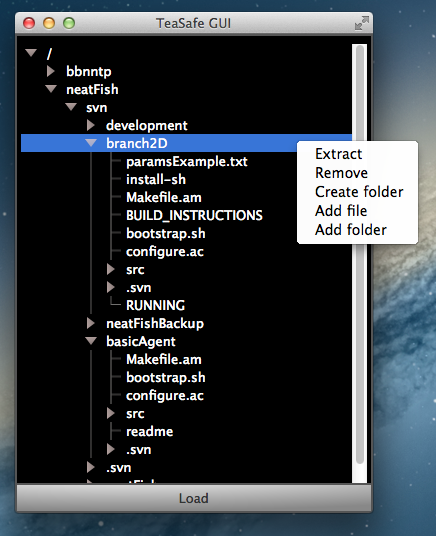 TeaSafe GUI
/
bbnntp
neatFish
svn
development
branch2D
paramsExample.txt
install-sh
Makefile.am
BUILD_INSTRUCTIONS
bootstrap.sh
configure.ac
src
.svn
RUNNING
neatFishBackup
basicAgent
Makefile.am
bootstrap.sh
configure.ac
src
readme
.svn
.svn
Extract
Remove
Create folder
Add file
Add folder
Load